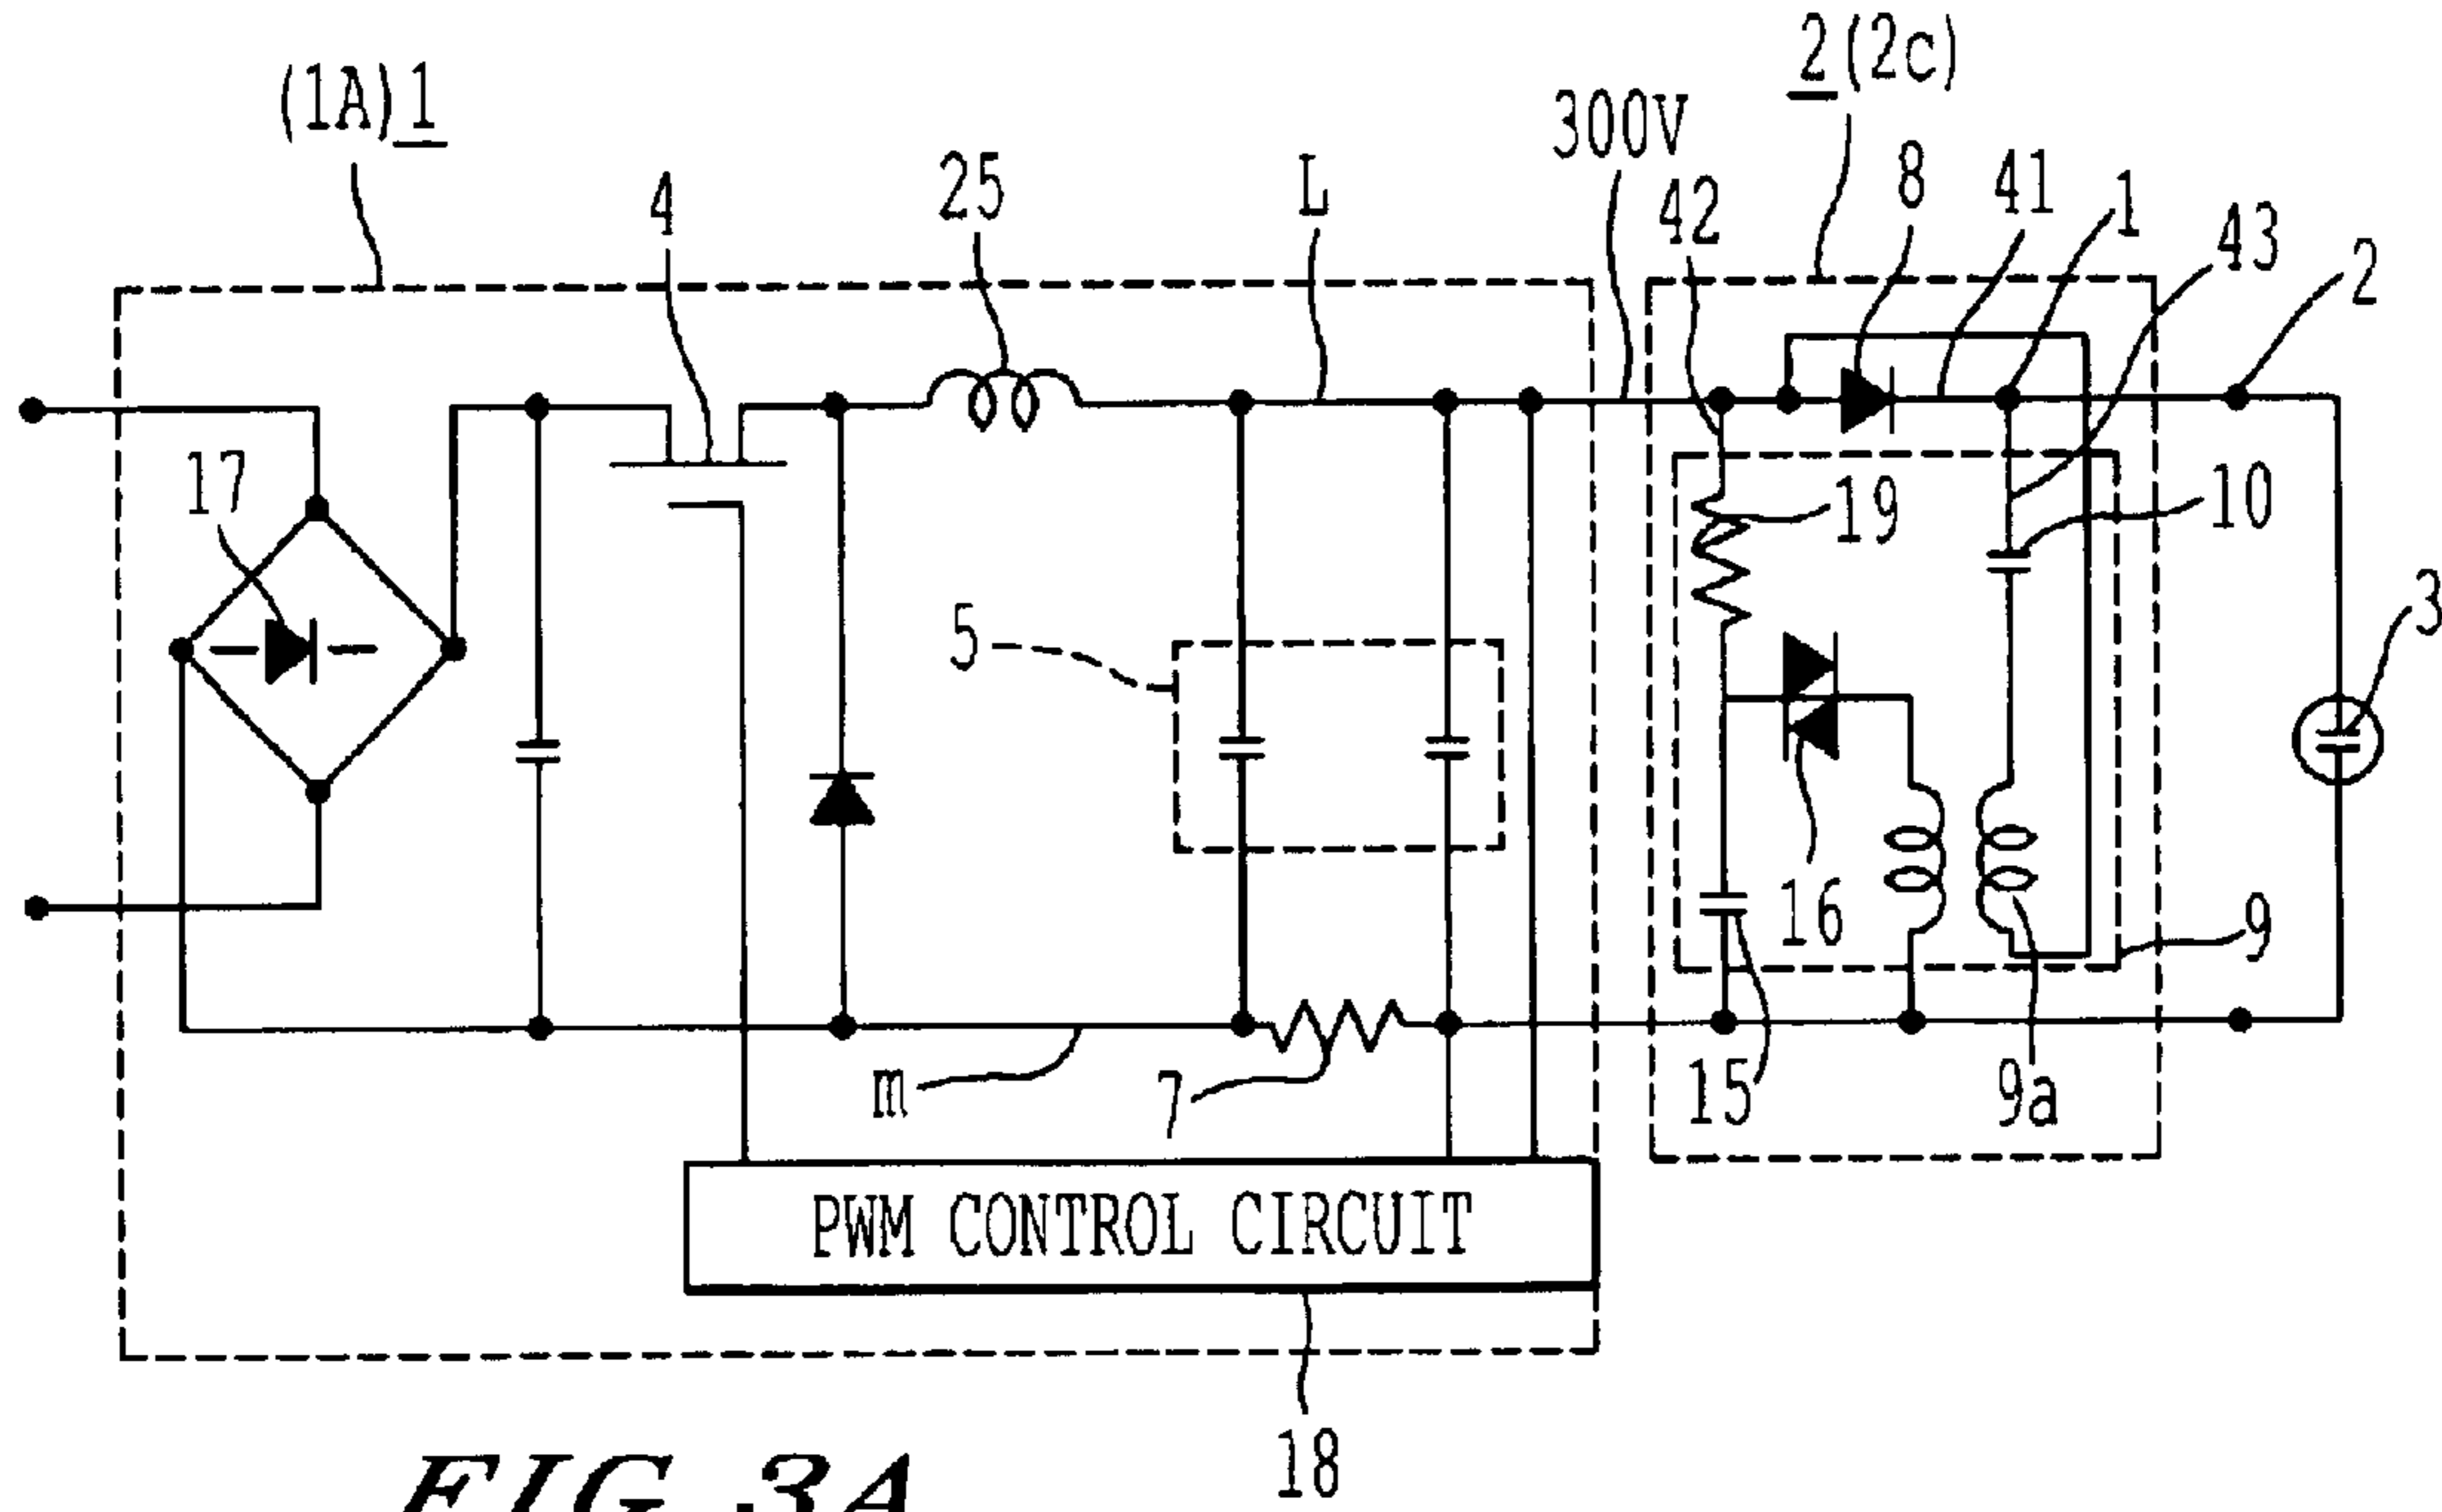 2(2c)
(1A)1
300V
8
41
1
25
L
42
43
4
2
17
19
10
3
5
16
9
m
7
15
9a
PWM CONTROL CIRCUIT
18
FIG.3A